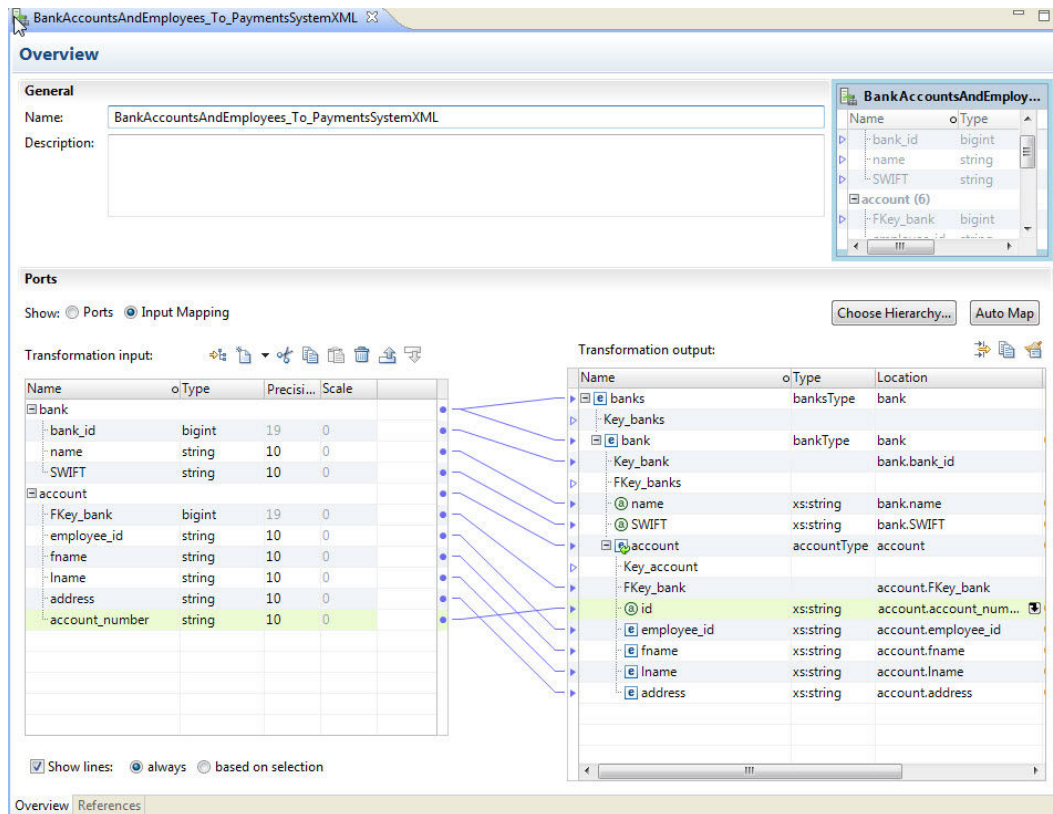 BankAccountsAndEmployees_To_PaymentsSystemXML
Overview
General
Name: BankAccountsAndEmployees_To_PaymentsSystemXML
Description:
BankAccountsAndEmploy...
Name o Type
bank_id bigint
name string
SWIFT string
account (6)
FKey_bank bigint
Ports
Show: Ports Input Mapping
Choose Hierarchy... Auto Map
Transformation input:
Name o Type Precisi... Scale
bank
bank_id bigint 19 0
name string 10 0
SWIFT string 10 0
account
FKey_bank bigint 19 0
employee_id string 10 0
fname string 10 0
lname string 10 0
address string 10 0
account_number string 10 0
Show lines: always based on selection
Transformation output:
Name o Type Location
e banks banksType bank
Key_banks
e bank bankType bank
Key_bank bank.bank_id
FKey_banks
a name xs:string bank.name
a SWIFT xs:string bank.SWIFT
e account accountType account
Key_account
FKey_bank account.FKey_bank
a id xs:string account.account_num...
e employee_id xs:string account.employee_id
e fname xs:string account.fname
e lname xs:string account.lname
e address xs:string account.address
Overview References